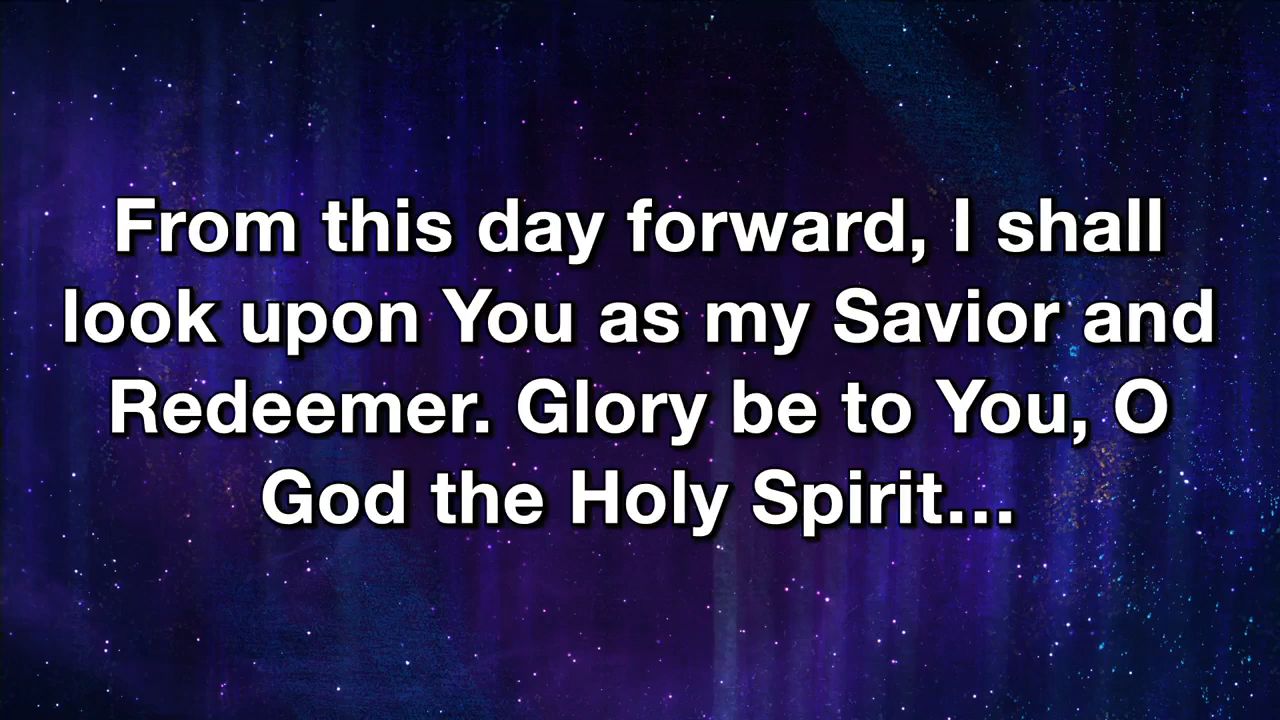 From this day forward, I shall
look upon You as my Savior and
Redeemer. Glory be to You, O
God the Holy Spirit...